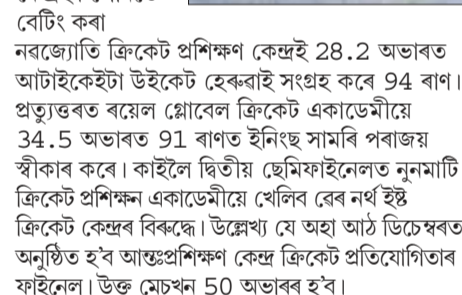 বেটিং কৰা
নৱজ্যোতি ক্ৰিকেট প্ৰশিক্ষণ কেন্দ্ৰই 28.2 অভাৰত
আটাইকেইটা উইকেট হেৰুৱাই সংগ্ৰহ কৰে 94 ৰাণ।
প্ৰত্যুত্তৰত ৰয়েল গ্লোবেল ক্ৰিকেট একাডেমীয়ে
34.5 অভাৰত 91 ৰাণত ইনিংছ সামৰি পৰাজয়
স্বীকাৰ কৰে। কাইলৈ দ্বিতীয় ছেমিফাইনেলত নুনমাটি
ক্ৰিকেট প্ৰশিক্ষন একাডেমীয়ে খেলিব ৱেৰ নৰ্থ ইষ্ট
ক্ৰিকেট কেন্দ্ৰৰ বিৰুদ্ধে। উল্লেখ্য যে অহা আঠ ডিচেম্বৰত
অনুষ্ঠিত হ'ব আন্তঃপ্ৰশিক্ষণ কেন্দ্ৰ ক্ৰিকেট প্ৰতিযোগিতাৰ
ফাইনেল। উক্ত মেচখন 50 অভাৰৰ হ'ব।